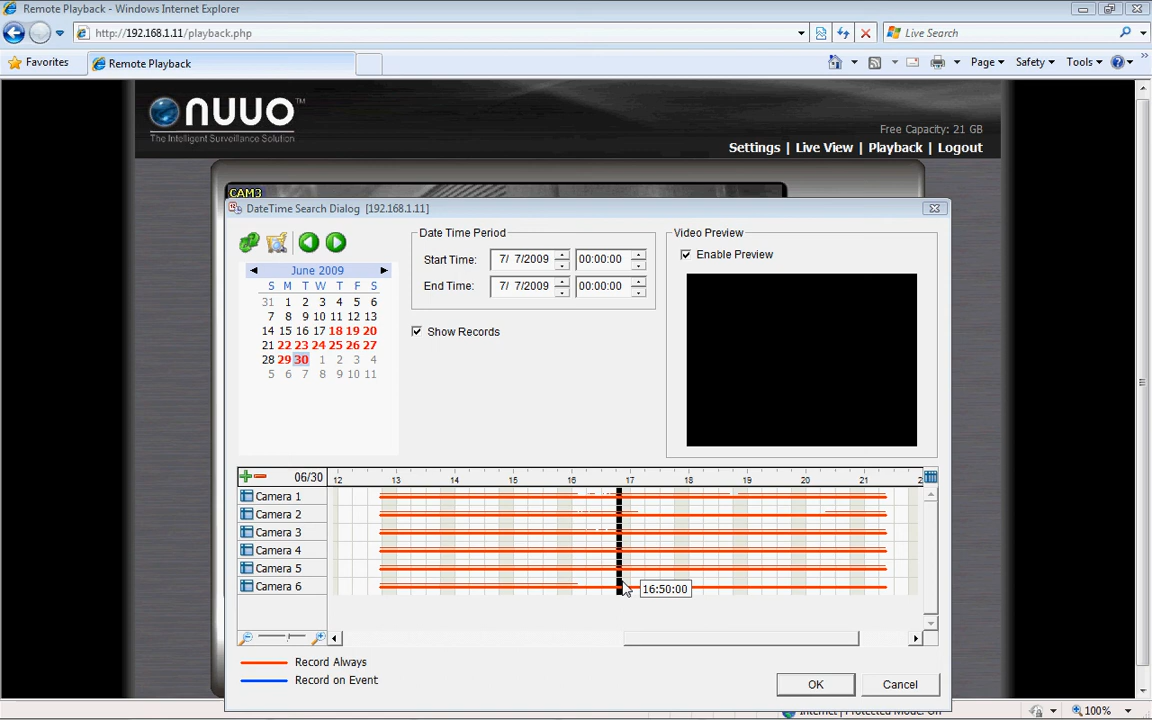 Remote Playback - Windows Internet Explorer
http://192.168.1.11/playback.php
Live Search
Favorites
Remote Playback
Page
Safety
Tools
nuuo™
The Intelligent Surveillance Solution
Free Capacity: 21 GB
Settings | Live View | Playback | Logout
CAM3
DateTime Search Dialog [192.168.1.11]
June 2009
S M T W T F S
31 1 2 3 4 5 6
7 8 9 10 11 12 13
14 15 16 17 18 19 20
21 22 23 24 25 26 27
28 29 30 1 2 3 4
5 6 7 8 9 10 11
Date Time Period
Start Time: 7/ 7/2009 00:00:00
End Time: 7/ 7/2009 00:00:00
Show Records
Video Preview
Enable Preview
06/30 12 13 14 15 16 17 18 19 20 21 2
Camera 1
Camera 2
Camera 3
Camera 4
Camera 5
Camera 6
16:50:00
Record Always
Record on Event
OK
Cancel
Internet | Protected Mode: On
100%